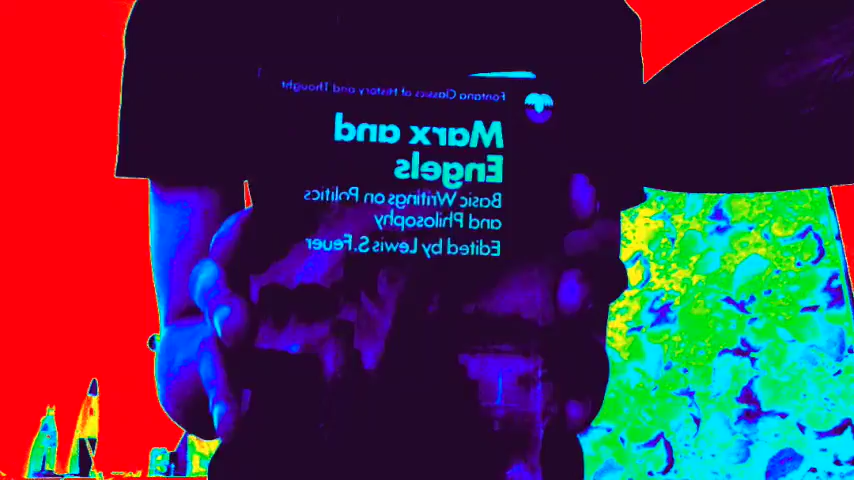 Fontana Classics of History and Thought
Marx and
Engels
Basic Writings on Politics
and Philosophy
Edited by Lewis S. Feuer